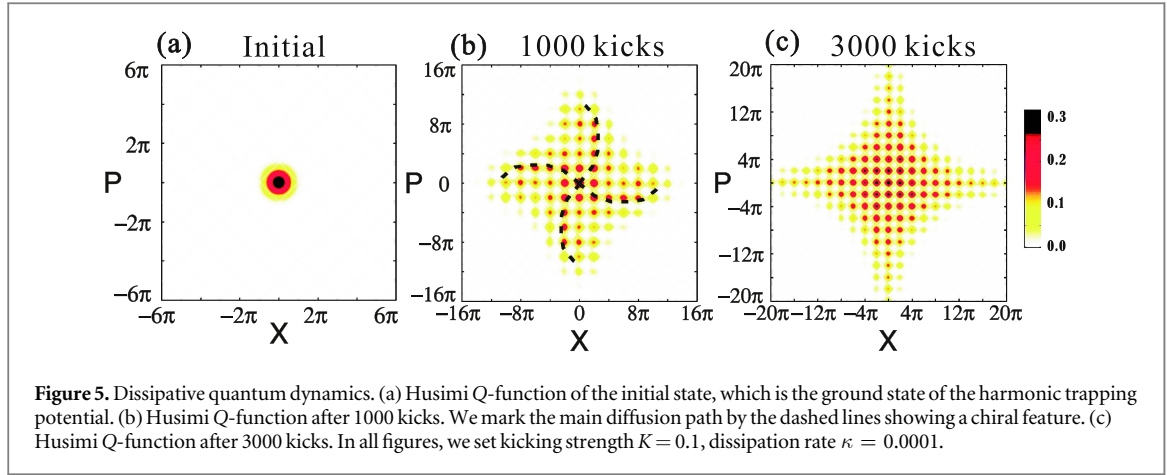 (a) Initial
(b) 1000 kicks
(c) 3000 kicks
6π
2π
P
−2π
−6π
−6π −2π 2π 6π
X
16π
8π
P 0
−8π
−16π
−16π −8π 0 8π 16π
X
20π
12π
4π
P
−4π
−12π
−20π
−20π −12π −4π 4π 12π 20π
X
0.3
0.2
0.1
0.0
Figure 5. Dissipative quantum dynamics. (a) Husimi Q-function of the initial state, which is the ground state of the harmonic trapping
potential. (b) Husimi Q-function after 1000 kicks. We mark the main diffusion path by the dashed lines showing a chiral feature. (c)
Husimi Q-function after 3000 kicks. In all figures, we set kicking strength K = 0.1, dissipation rate κ = 0.0001.